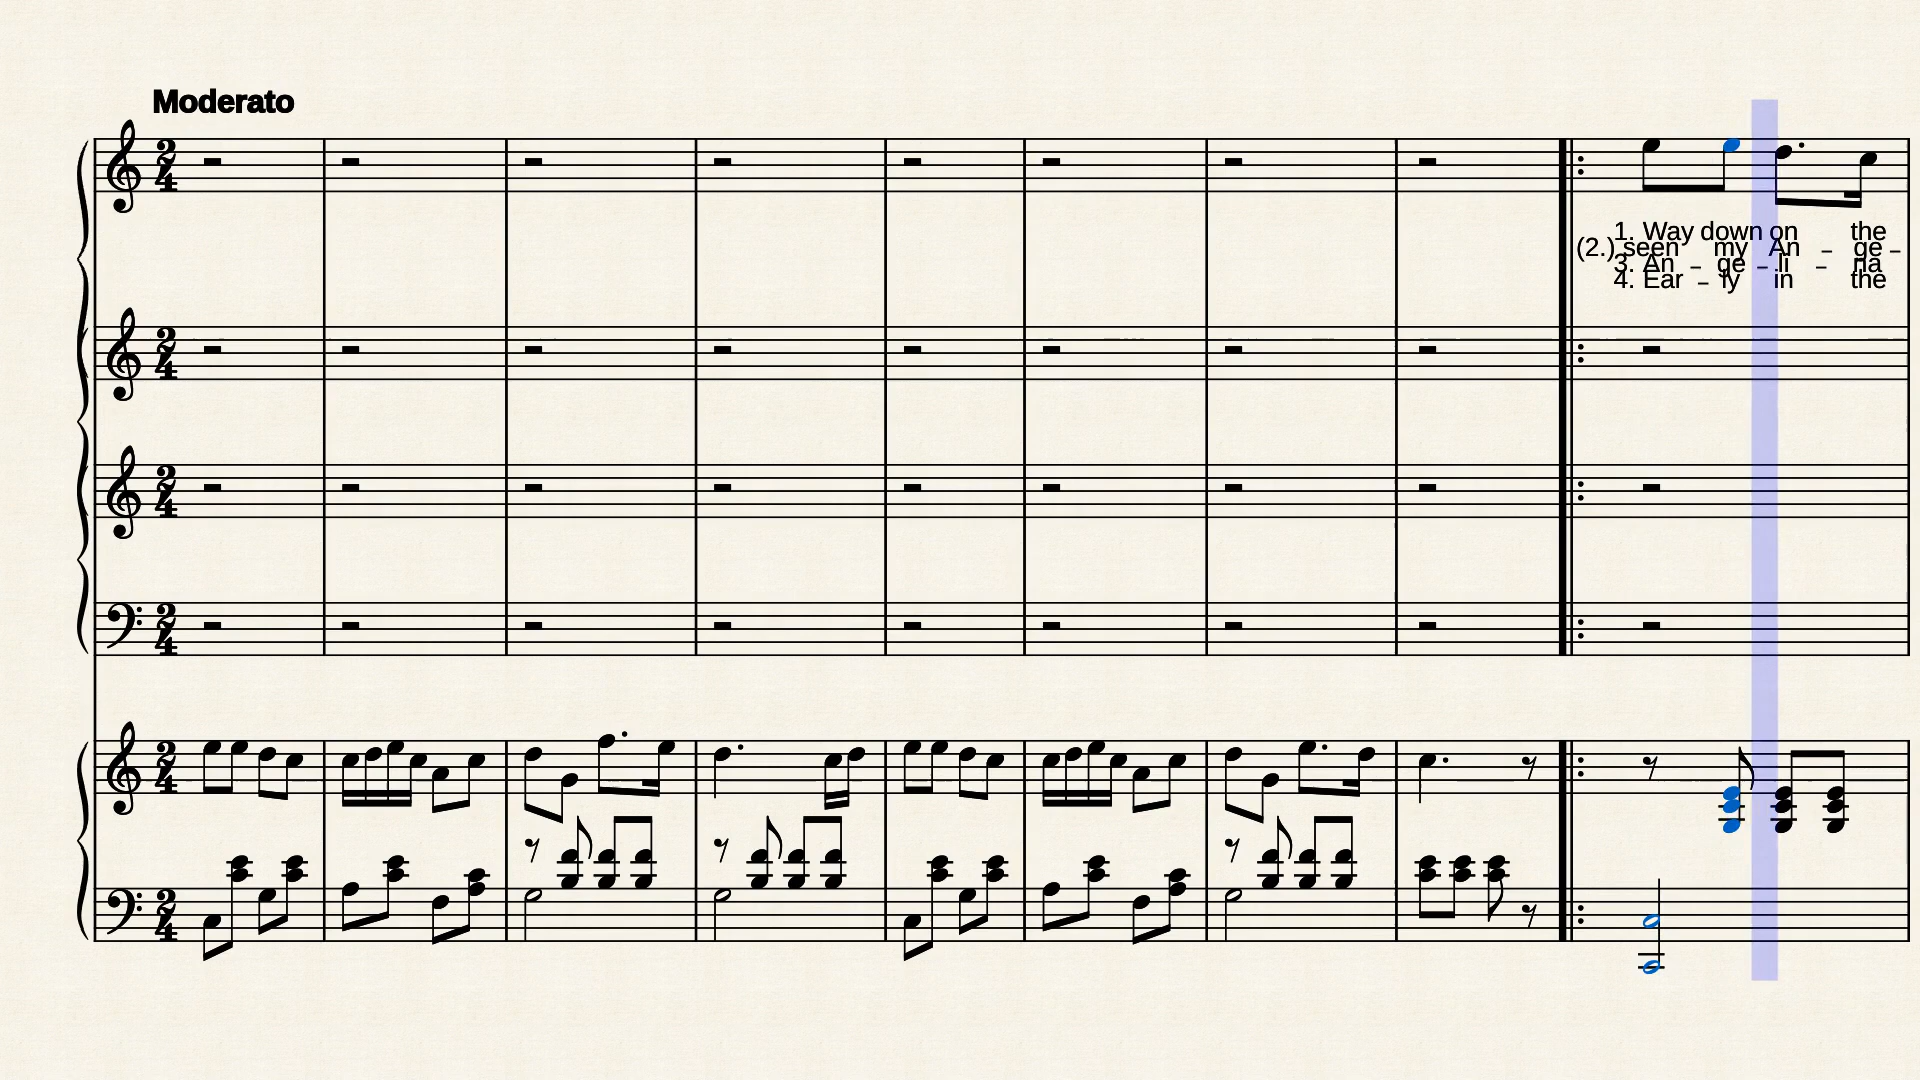 Moderato
1. Way down on the
(2.) seen my An – ge –
3. An – ge – li – na
4. Ear – ly in the